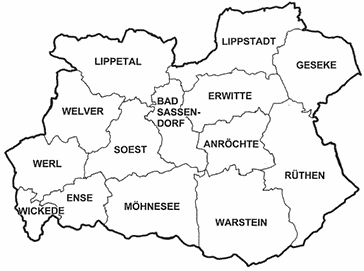 LIPPSTADT
LIPPETAL
GESEKE
ERWITTE
BAD
SASSEN-
DORF
WELVER
ANRÖCHTE
SOEST
WERL
RÜTHEN
ENSE
MÖHNESEE
WICKEDE
WARSTEIN